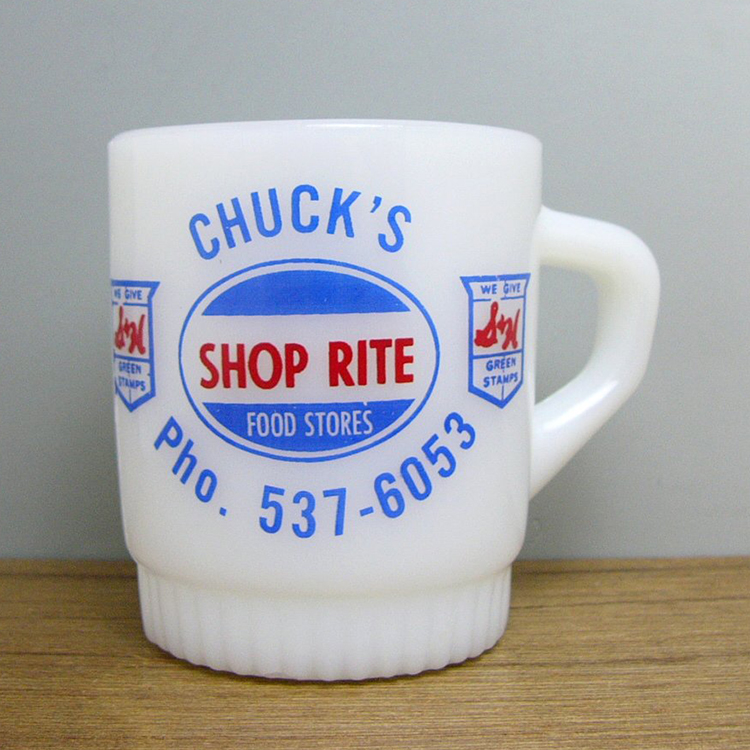 CHUCK'S
SHOP RITE
FOOD STORES
Pho. 537-6053
WE GIVE
S&H
GREEN
STAMPS
WE GIVE
S&H
GREEN
STAMPS